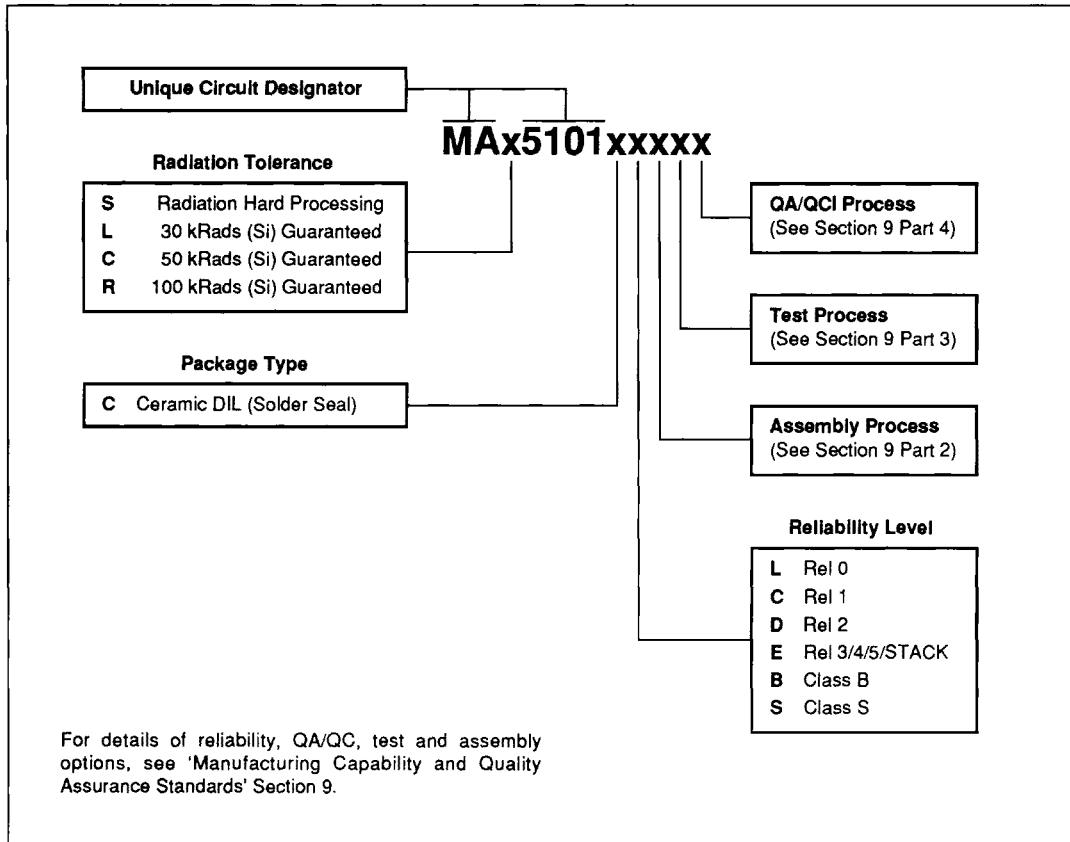 Unique Circuit Designator
MAx5101xxxxx
Radiation Tolerance
S Radiation Hard Processing
L 30 kRads (Si) Guaranteed
C 50 kRads (Si) Guaranteed
R 100 kRads (Si) Guaranteed
Package Type
C Ceramic DIL (Solder Seal)
QA/QCI Process
(See Section 9 Part 4)
Test Process
(See Section 9 Part 3)
Assembly Process
(See Section 9 Part 2)
Reliability Level
L Rel 0
C Rel 1
D Rel 2
E Rel 3/4/5/STACK
B Class B
S Class S
For details of reliability, QA/QC, test and assembly
options, see 'Manufacturing Capability and Quality
Assurance Standards' Section 9.